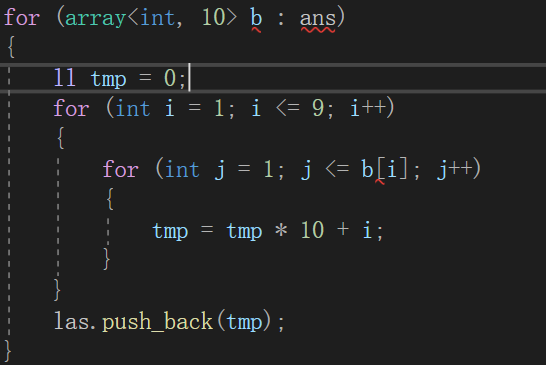 for (array<int, 10> b : ans)
{
ll tmp = 0;
for (int i = 1; i <= 9; i++)
{
for (int j = 1; j <= b[i]; j++)
{
tmp = tmp * 10 + i;
}
}
las.push_back(tmp);
}